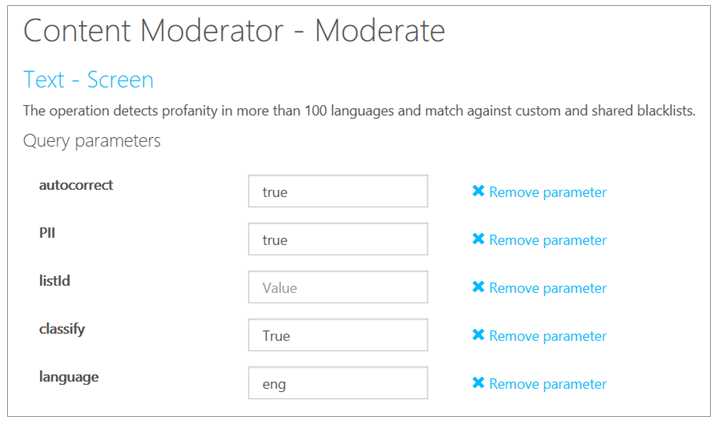 Content Moderator - Moderate
Text - Screen
The operation detects profanity in more than 100 languages and match against custom and shared blacklists.
Query parameters
autocorrect true ✖ Remove parameter
PII true ✖ Remove parameter
listId Value ✖ Remove parameter
classify True ✖ Remove parameter
language eng ✖ Remove parameter